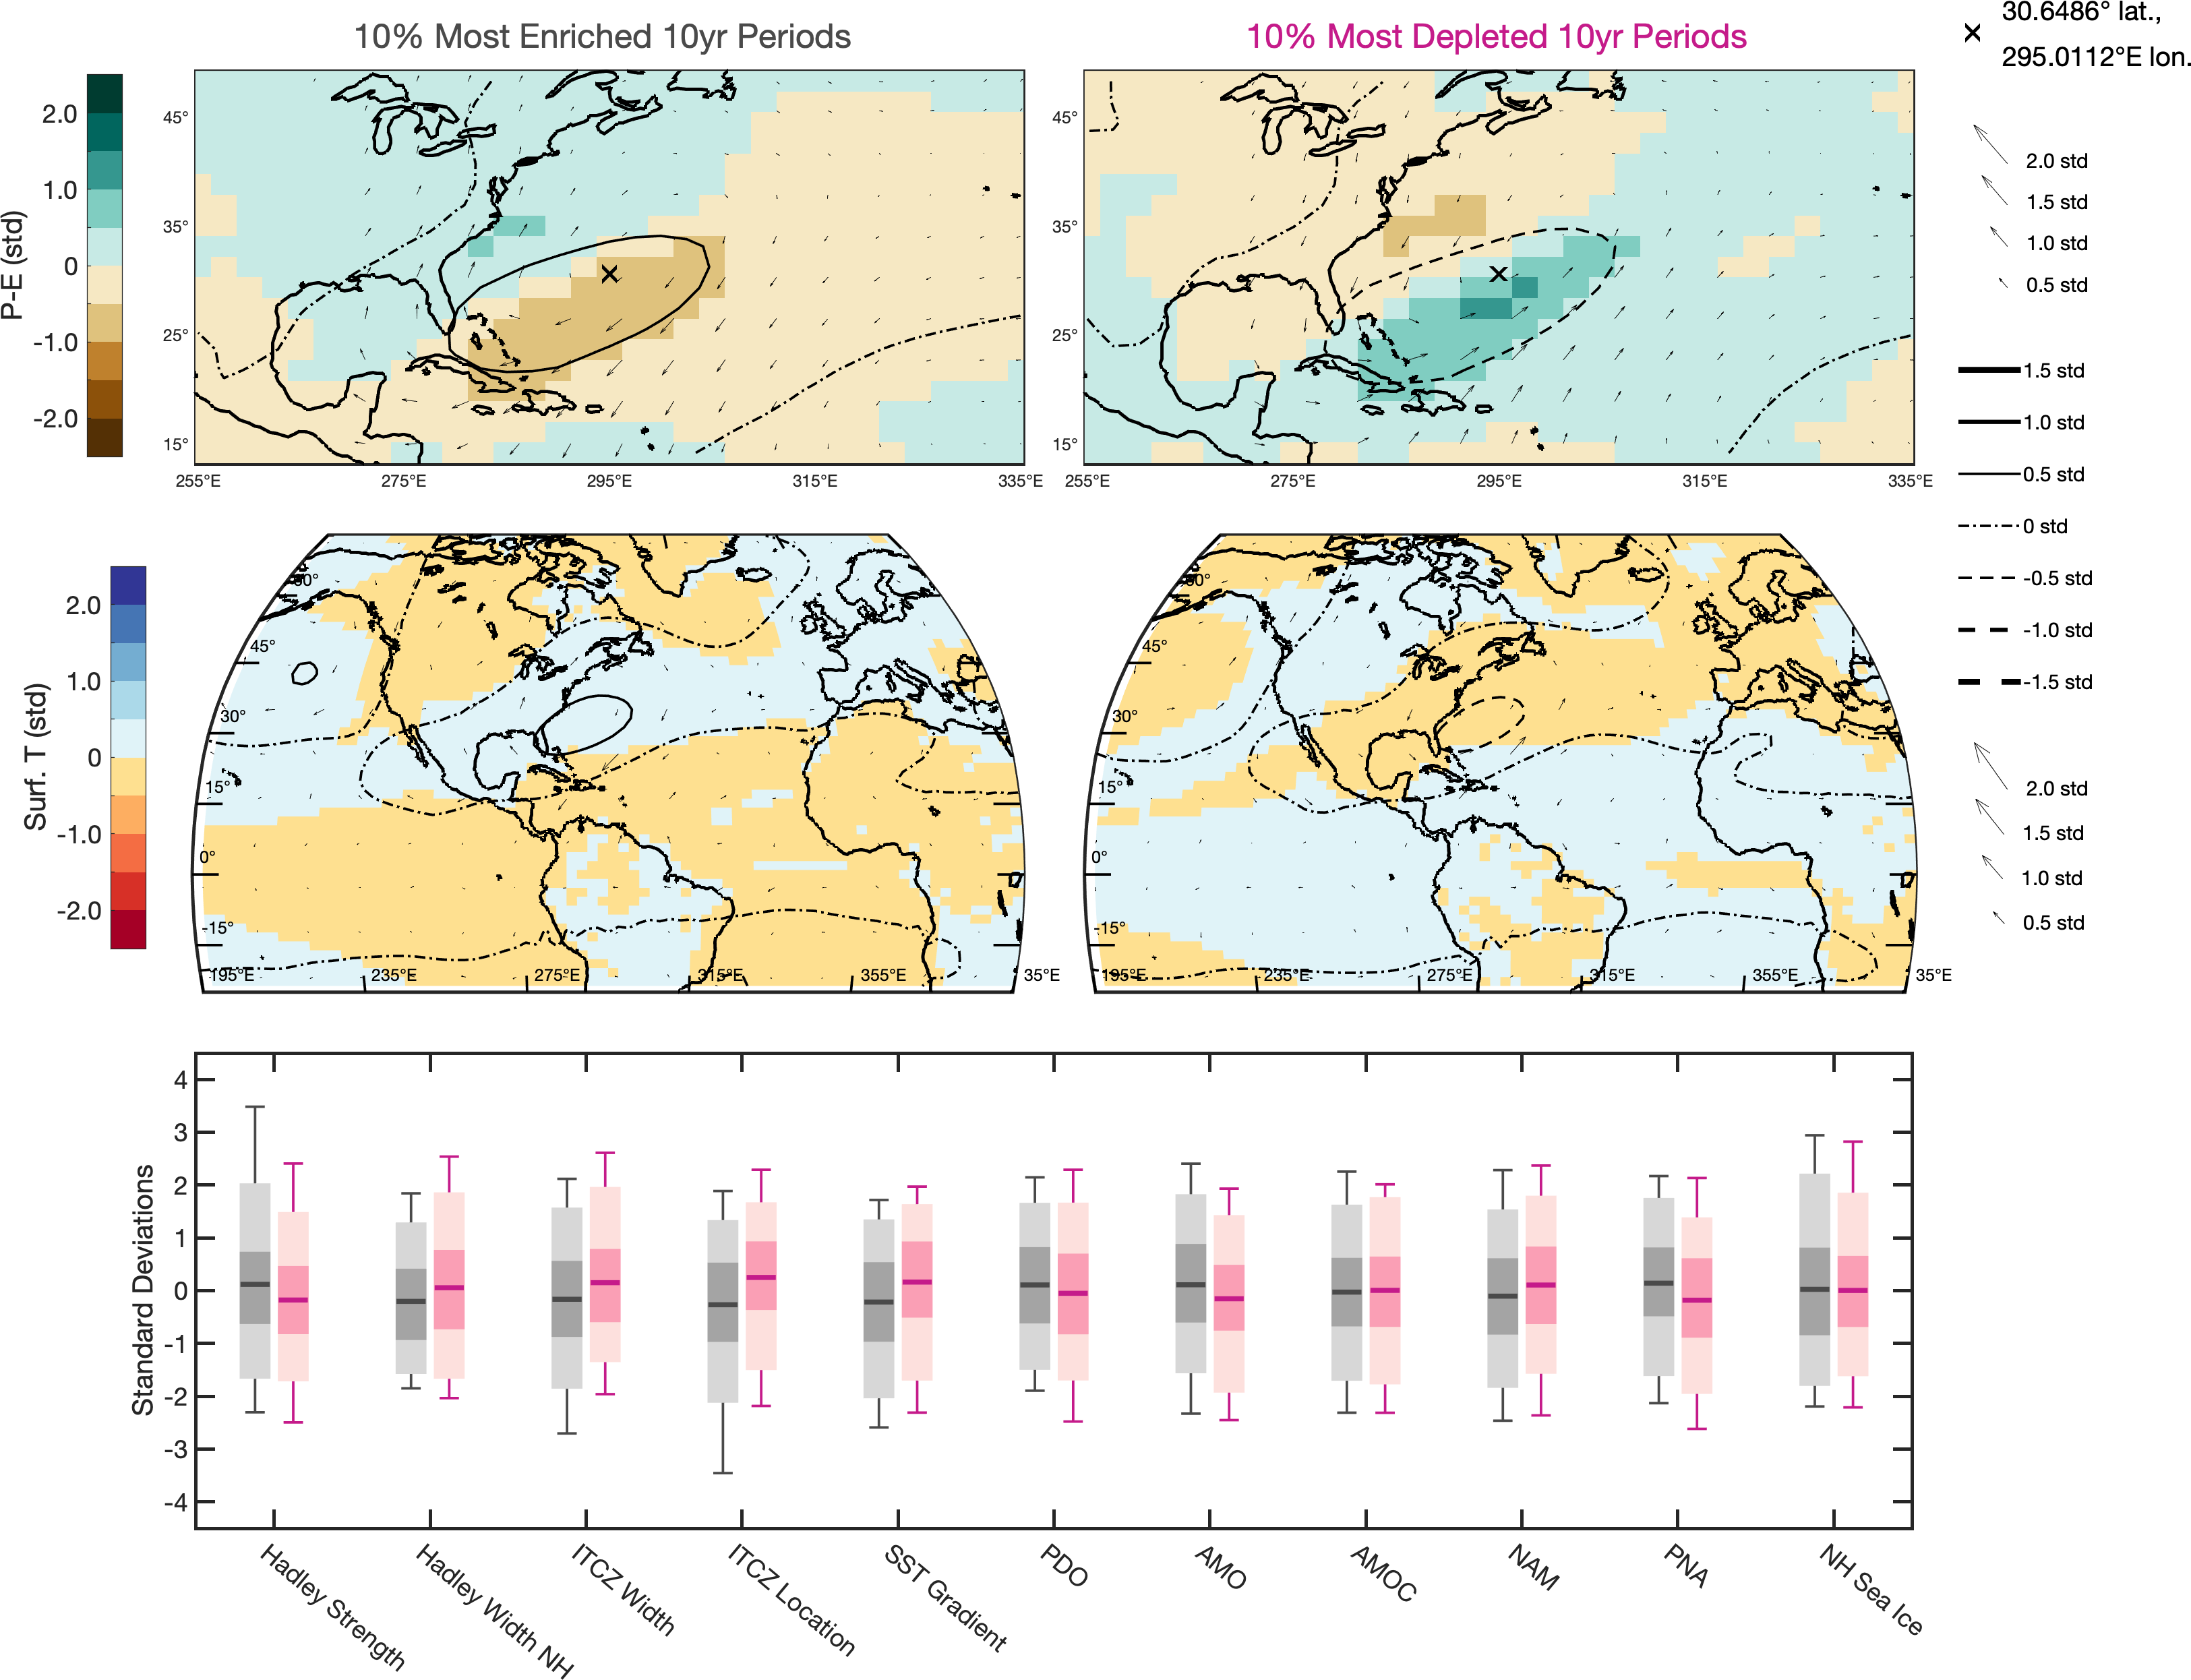 10% Most Enriched 10yr Periods
10% Most Depleted 10yr Periods
30.6486° lat.,
295.0112°E lon.
P-E (std)
2.0
1.0
0
-1.0
-2.0
45°
35°
25°
15°
255°E
275°E
295°E
315°E
335°E
45°
35°
25°
15°
255°E
275°E
295°E
315°E
335°E
2.0 std
1.5 std
1.0 std
0.5 std
1.5 std
1.0 std
0.5 std
0 std
-0.5 std
-1.0 std
-1.5 std
2.0 std
1.5 std
1.0 std
0.5 std
Surf. T (std)
2.0
1.0
0
-1.0
-2.0
60°
45°
30°
15°
0°
-15°
195°E
235°E
275°E
315°E
355°E
35°E
60°
45°
30°
15°
0°
-15°
195°E
235°E
275°E
315°E
355°E
35°E
Standard Deviations
4
3
2
1
0
-1
-2
-3
-4
Hadley Strength
Hadley Width NH
ITCZ Width
ITCZ Location
SST Gradient
PDO
AMO
AMOC
NAM
PNA
NH Sea Ice